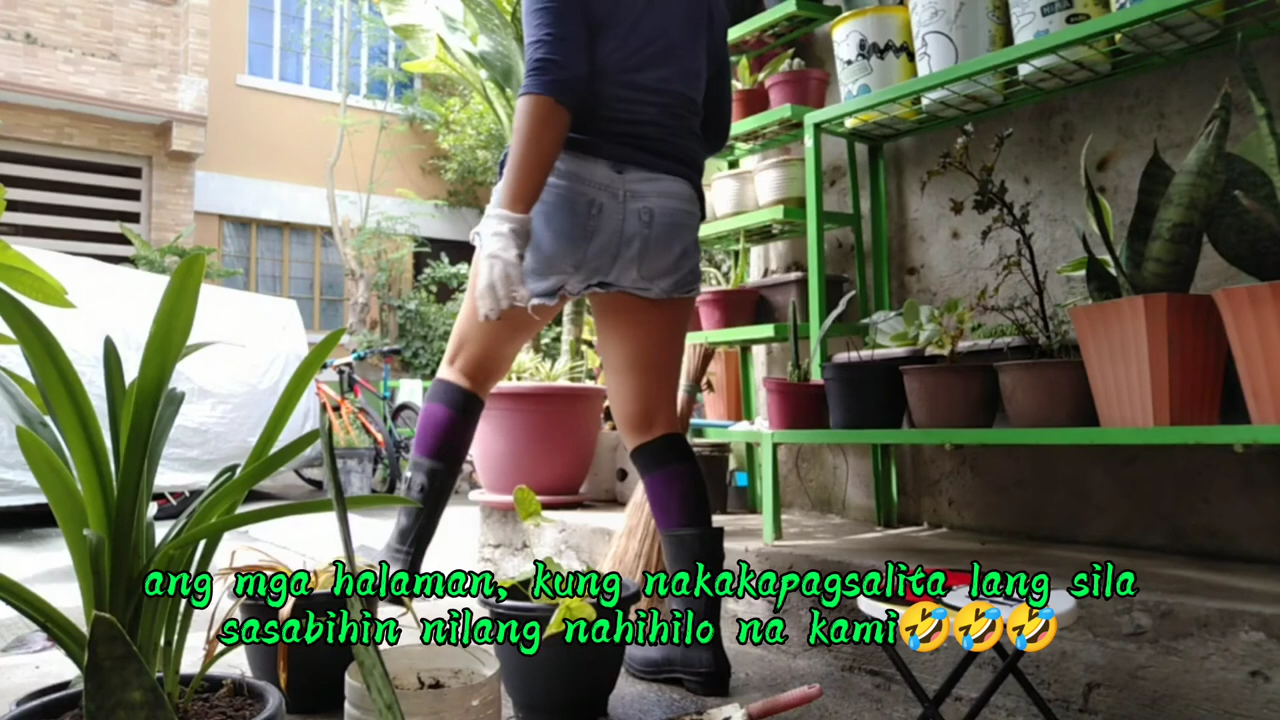 ang mga halaman, kung nakakapagsalita lang sila
sasabihin nilang nahihilo na kami🤣🤣🤣